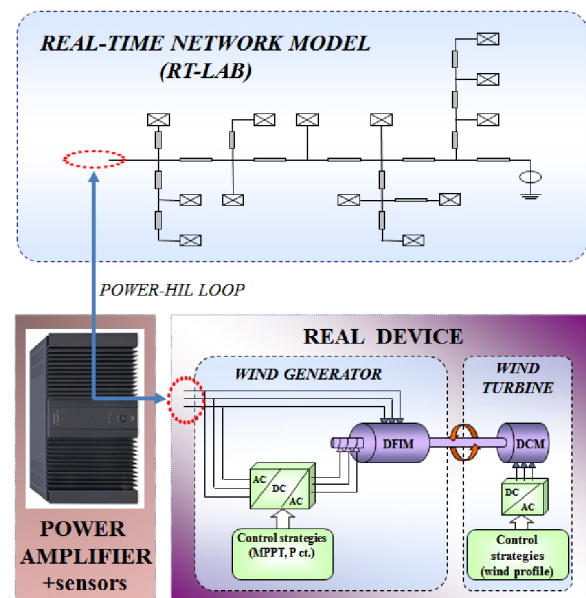 REAL-TIME NETWORK MODEL
(RT-LAB)
POWER-HIL LOOP
REAL DEVICE
WIND GENERATOR
WIND
TURBINE
DFIM
DCM
AC
DC
AC
DC
AC
Control strategies
(MPPT, P ct.)
Control
strategies
(wind profile)
POWER
AMPLIFIER
+sensors